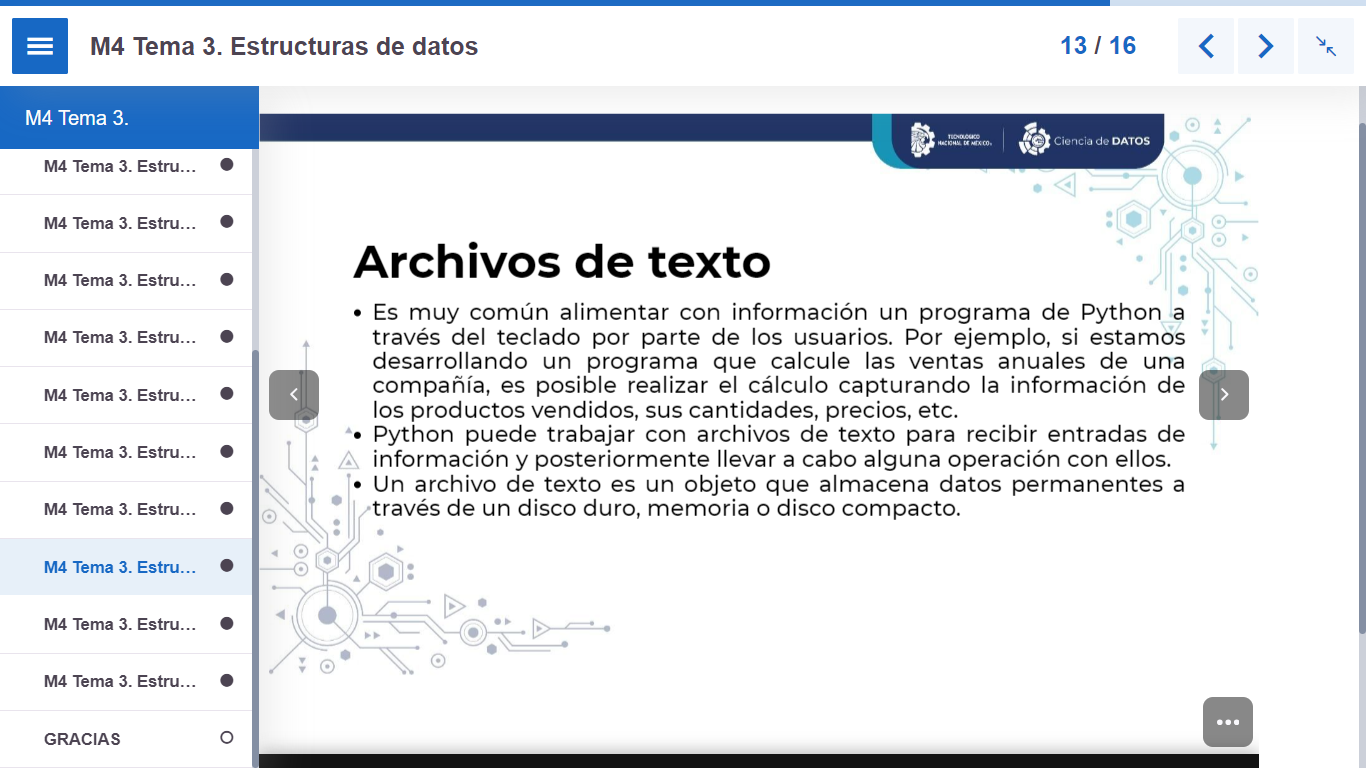 M4 Tema 3. Estructuras de datos
13 / 16
M4 Tema 3.
M4 Tema 3. Estru...
M4 Tema 3. Estru...
M4 Tema 3. Estru...
M4 Tema 3. Estru...
M4 Tema 3. Estru...
M4 Tema 3. Estru...
M4 Tema 3. Estru...
M4 Tema 3. Estru...
M4 Tema 3. Estru...
M4 Tema 3. Estru...
GRACIAS
TECNOLÓGICO
NACIONAL DE MÉXICO
Ciencia de DATOS
Archivos de texto
• Es muy común alimentar con información un programa de Python a
través del teclado por parte de los usuarios. Por ejemplo, si estamos
desarrollando un programa que calcule las ventas anuales de una
compañía, es posible realizar el cálculo capturando la información de
los productos vendidos, sus cantidades, precios, etc.
• Python puede trabajar con archivos de texto para recibir entradas de
información y posteriormente llevar a cabo alguna operación con ellos.
• Un archivo de texto es un objeto que almacena datos permanentes a
través de un disco duro, memoria o disco compacto.